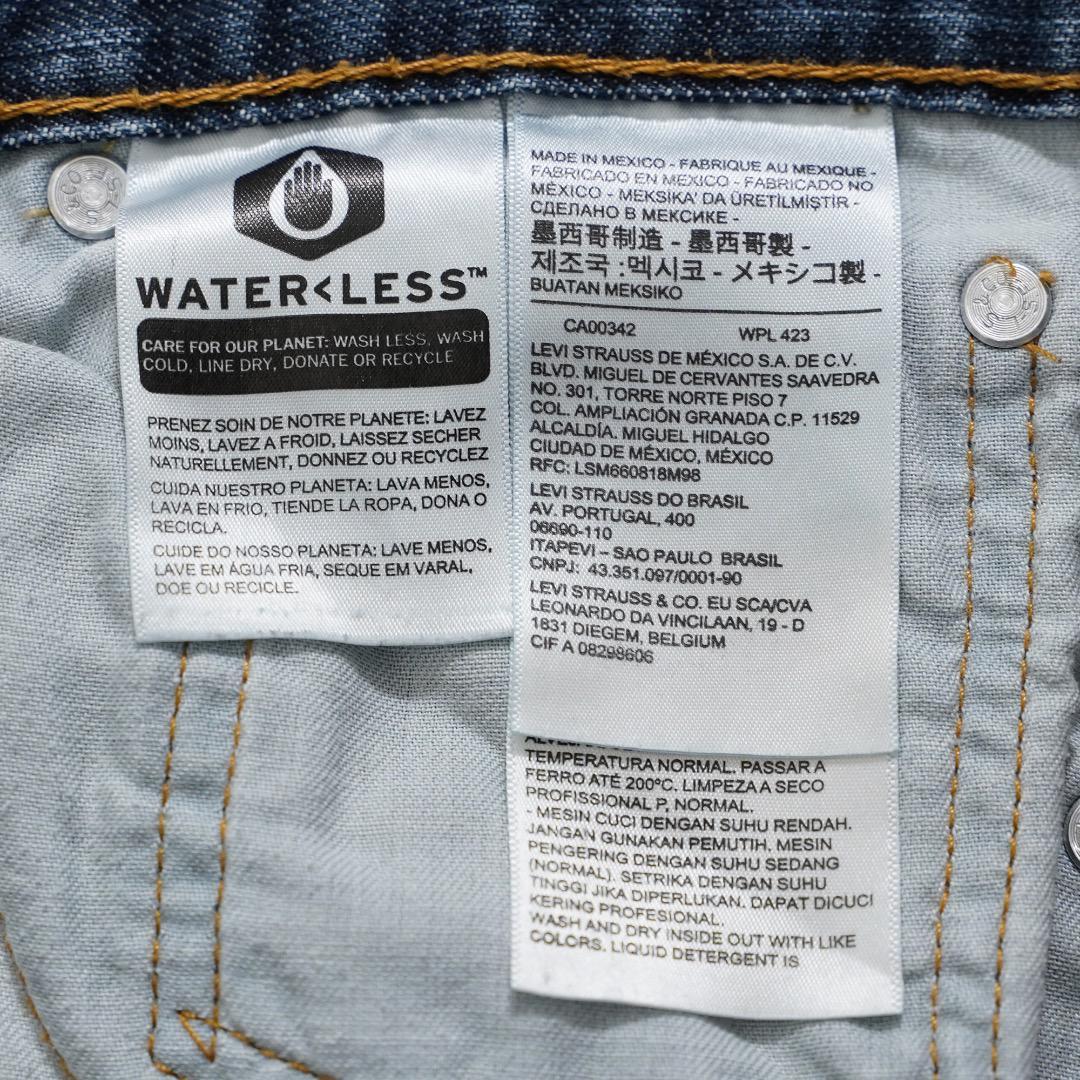 WATER<LESS™
CARE FOR OUR PLANET: WASH LESS, WASH
COLD, LINE DRY, DONATE OR RECYCLE
PRENEZ SOIN DE NOTRE PLANETE: LAVEZ
MOINS, LAVEZ A FROID, LAISSEZ SECHER
NATURELLEMENT, DONNEZ OU RECYCLEZ
CUIDA NUESTRO PLANETA: LAVA MENOS,
LAVA EN FRIO, TIENDE LA ROPA, DONA O
RECICLA.
CUIDE DO NOSSO PLANETA: LAVE MENOS,
LAVE EM ÁGUA FRIA, SEQUE EM VARAL,
DOE OU RECICLE.
MADE IN MEXICO - FABRIQUE AU MEXIQUE -
FABRICADO EN MEXICO - FABRICADO NO
MÉXICO - MEKSIKA' DA ÜRETILMIŞTIR -
СДЕЛАНО В МЕКСИКЕ -
墨西哥制造 - 墨西哥製 -
제조국 :멕시코 - メキシコ製 -
BUATAN MEKSIKO
CA00342 WPL 423
LEVI STRAUSS DE MÉXICO S.A. DE C.V.
BLVD. MIGUEL DE CERVANTES SAAVEDRA
NO. 301, TORRE NORTE PISO 7
COL. AMPLIACIÓN GRANADA C.P. 11529
ALCALDÍA. MIGUEL HIDALGO
CIUDAD DE MÉXICO, MÉXICO
RFC: LSM660818M98
LEVI STRAUSS DO BRASIL
AV. PORTUGAL, 400
06690-110
ITAPEVI – SAO PAULO BRASIL
CNPJ: 43.351.097/0001-90
LEVI STRAUSS & CO. EU SCA/CVA
LEONARDO DA VINCILAAN, 19 - D
1831 DIEGEM, BELGIUM
CIF A 08298606
TEMPERATURA NORMAL. PASSAR A
FERRO ATÉ 200ºC. LIMPEZA A SECO
PROFISSIONAL P, NORMAL.
- MESIN CUCI DENGAN SUHU RENDAH.
JANGAN GUNAKAN PEMUTIH. MESIN
PENGERING DENGAN SUHU SEDANG
(NORMAL). SETRIKA DENGAN SUHU
TINGGI JIKA DIPERLUKAN. DAPAT DICUCI
KERING PROFESIONAL.
WASH AND DRY INSIDE OUT WITH LIKE
COLORS. LIQUID DETERGENT IS